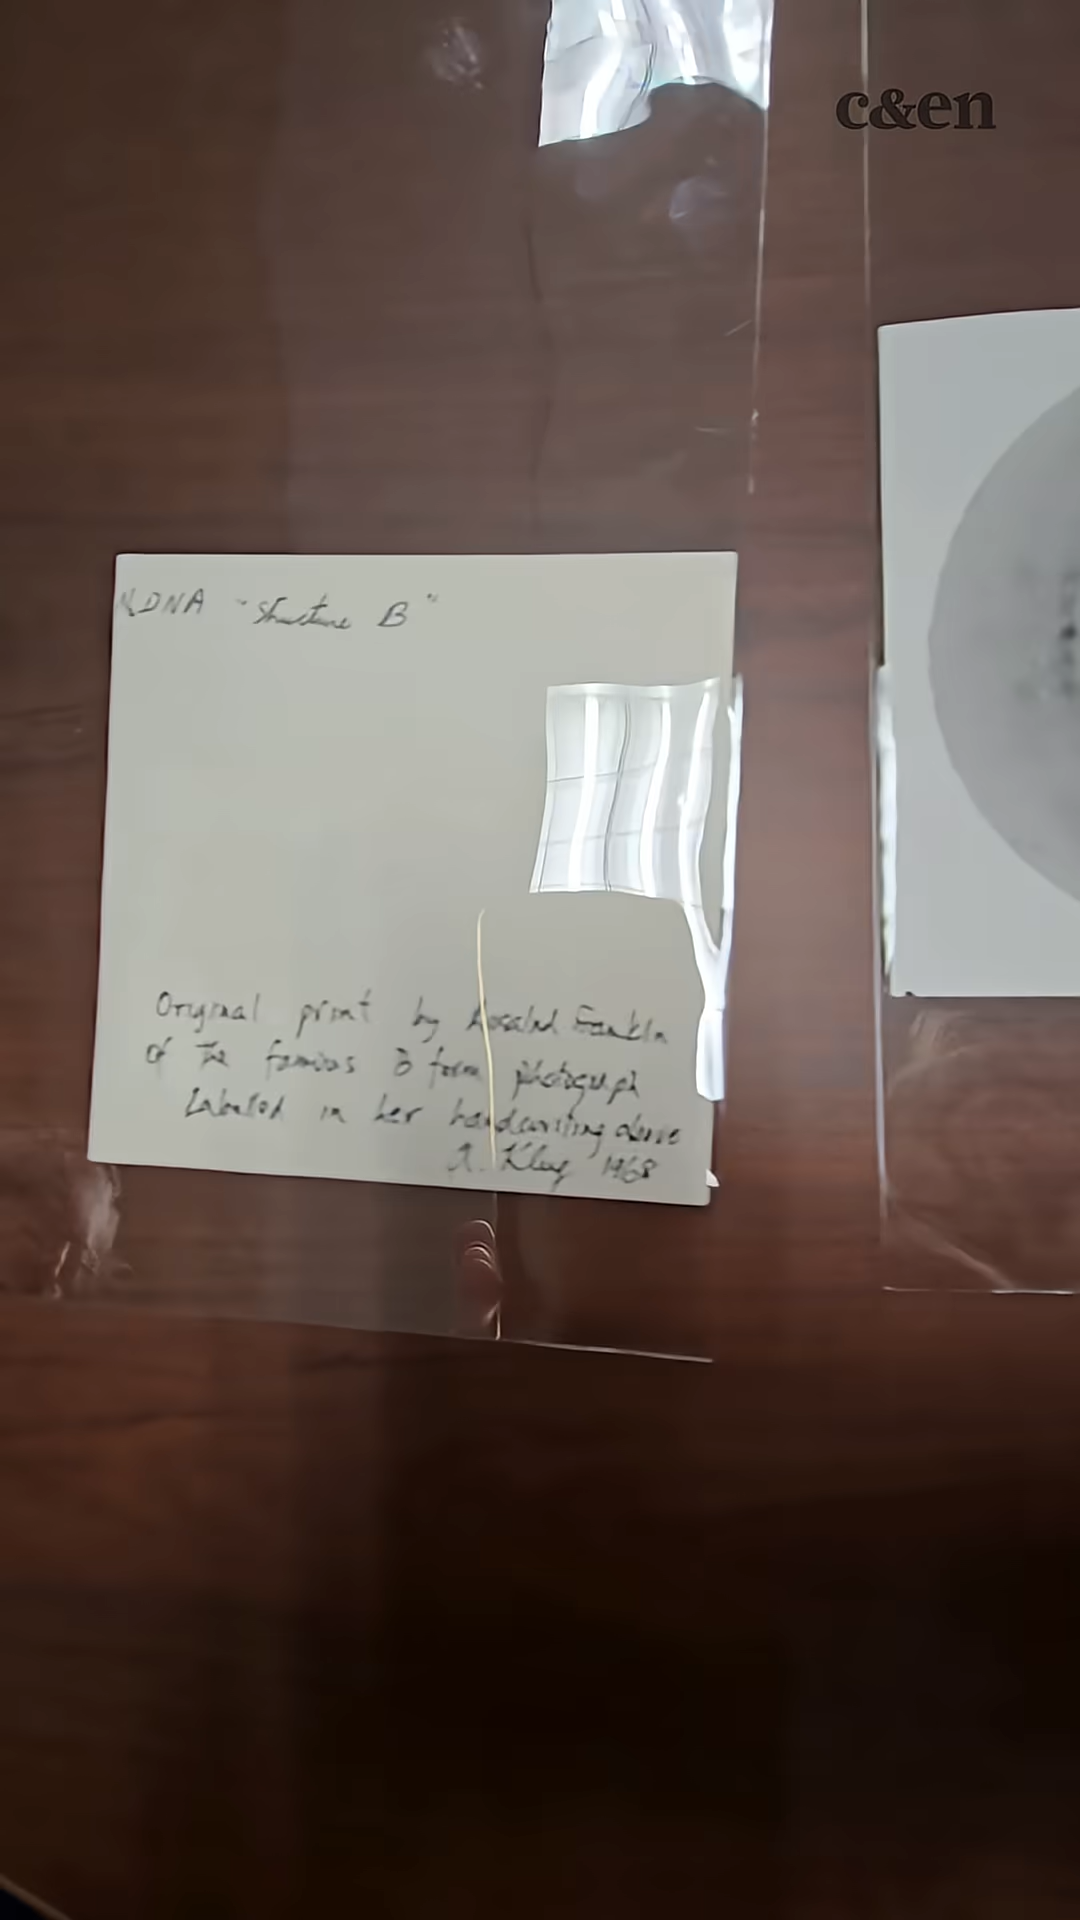 c&en
DNA "Structure B"
Original print by Rosalind Franklin
of the famous B form photograph
Labelled in her handwriting above
A. Klug 1968